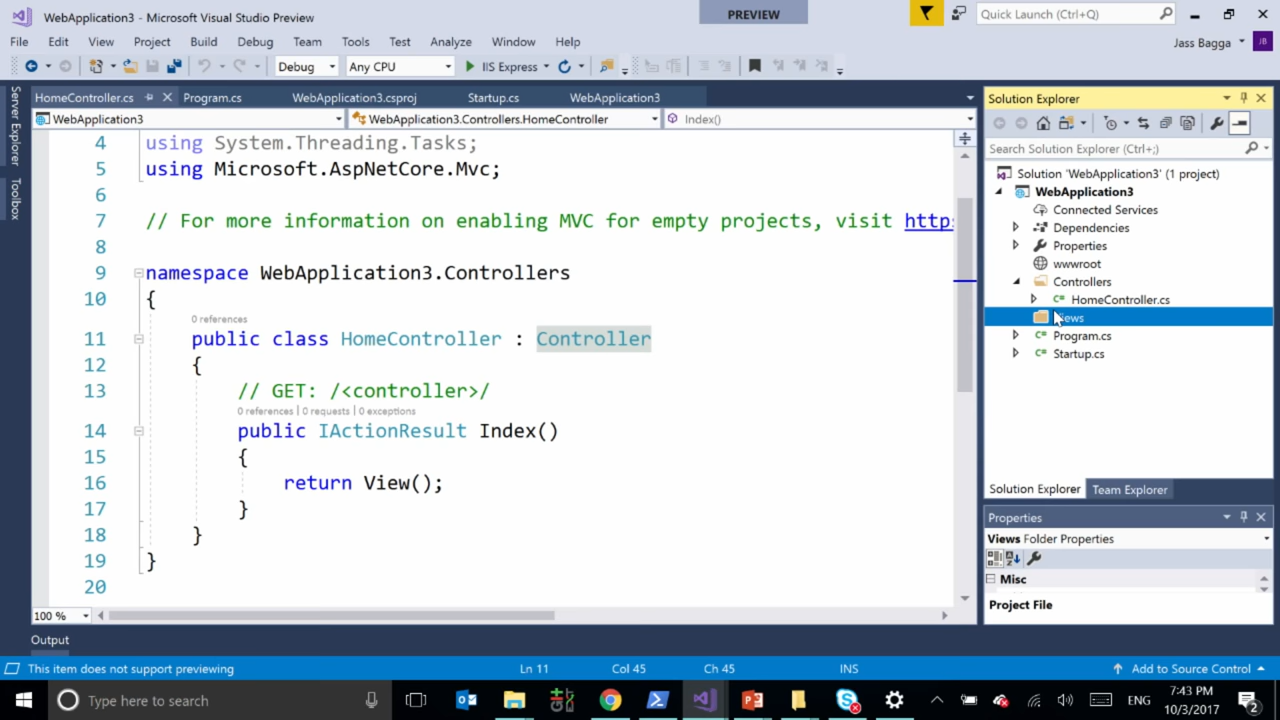 WebApplication3 - Microsoft Visual Studio Preview
PREVIEW
Quick Launch (Ctrl+Q)
File Edit View Project Build Debug Team Tools Test Analyze Window Help
Jass Bagga
JB
Debug Any CPU IIS Express
Server Explorer
Toolbox
HomeController.cs Program.cs WebApplication3.csproj Startup.cs WebApplication3
WebApplication3 WebApplication3.Controllers.HomeController Index()
4 using System.Threading.Tasks;
5 using Microsoft.AspNetCore.Mvc;
6
7 // For more information on enabling MVC for empty projects, visit http:
8
9 namespace WebApplication3.Controllers
10 {
0 references
11 public class HomeController : Controller
12 {
13 // GET: /<controller>/
0 references | 0 requests | 0 exceptions
14 public IActionResult Index()
15 {
16 return View();
17 }
18 }
19 }
20
100 %
Output
Solution Explorer
Search Solution Explorer (Ctrl+;)
Solution 'WebApplication3' (1 project)
WebApplication3
Connected Services
Dependencies
Properties
wwwroot
Controllers
HomeController.cs
Program.cs
Startup.cs
Solution Explorer Team Explorer
Properties
Views Folder Properties
Misc
Project File
This item does not support previewing Ln 11 Col 45 Ch 45 INS Add to Source Control
Type here to search
ENG
7:43 PM
10/3/2017
2